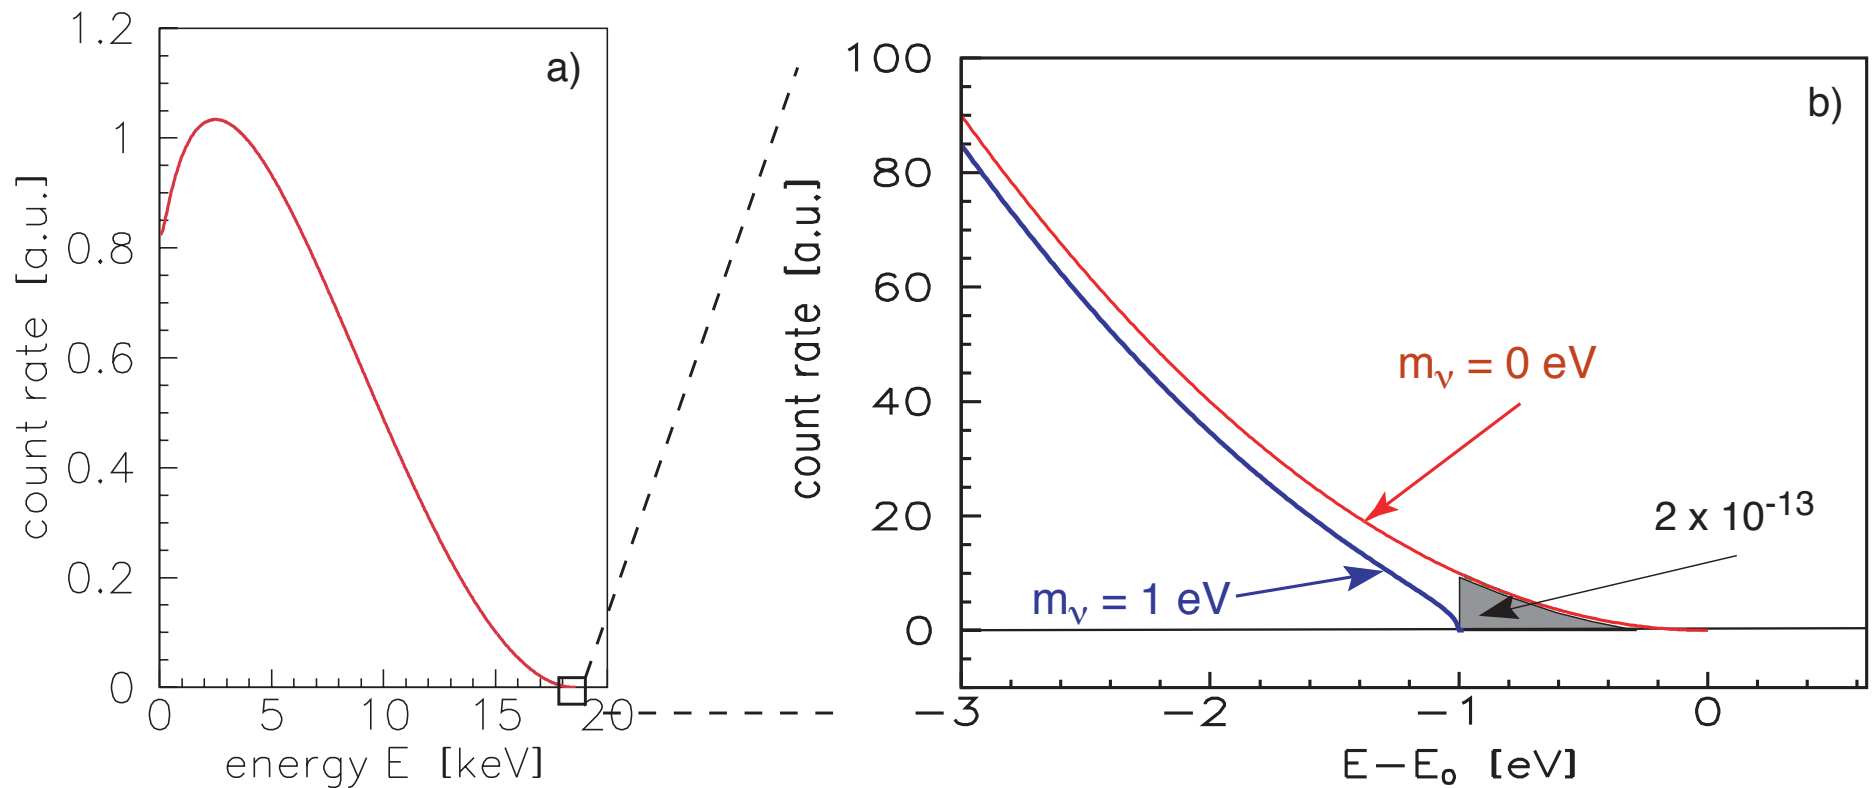 a)
1.2
1
0.8
0.6
0.4
0.2
0
0 5 10 15 20
energy E [keV]
count rate [a.u.]
b)
100
80
60
40
20
0
−3 −2 −1 0
E−E₀ [eV]
count rate [a.u.]
mᵥ = 0 eV
mᵥ = 1 eV
2 x 10⁻¹³